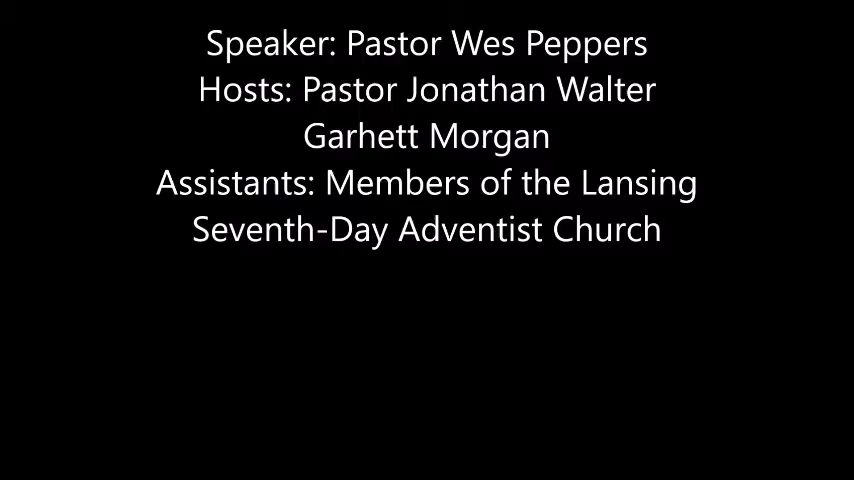 Speaker: Pastor Wes Peppers
Hosts: Pastor Jonathan Walter
Garhett Morgan
Assistants: Members of the Lansing
Seventh-Day Adventist Church